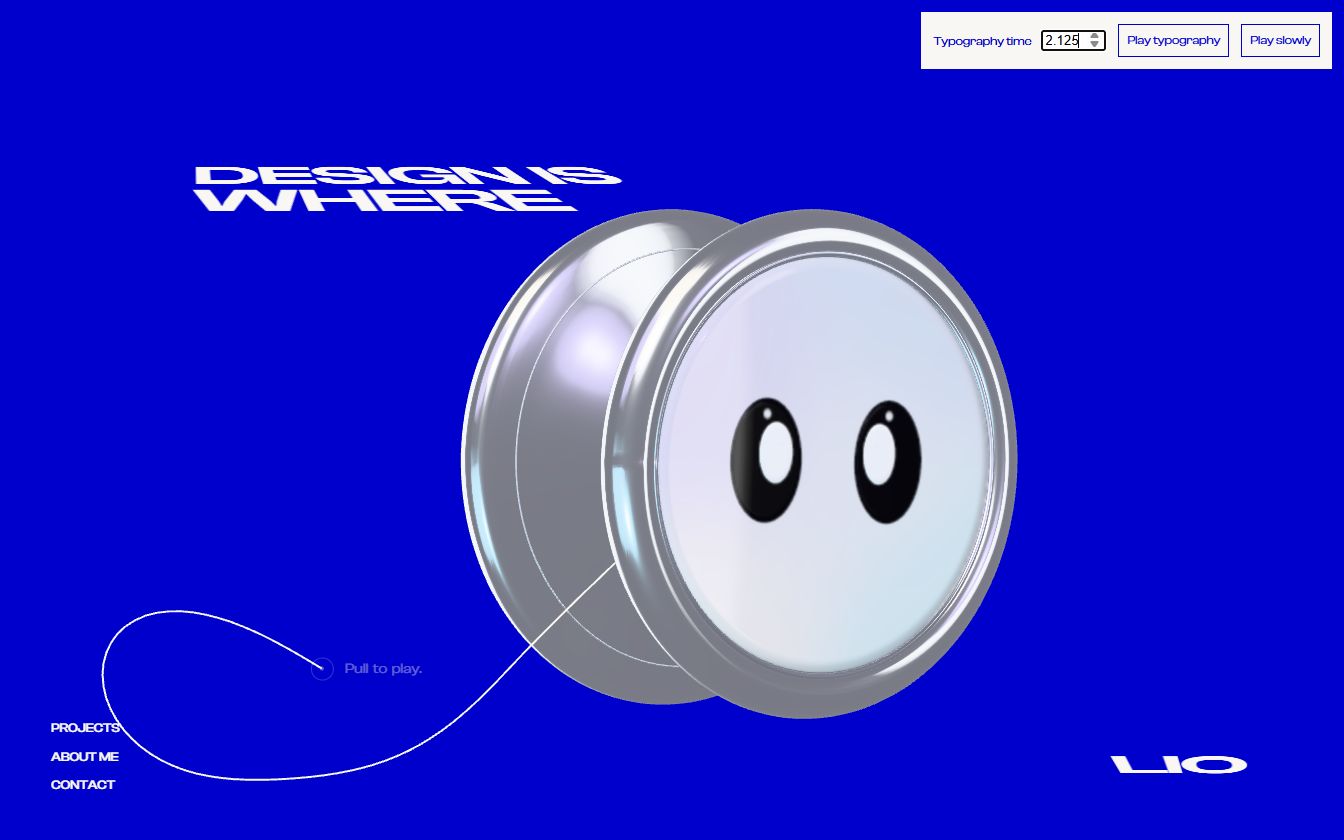 Typography time 2.125 Play typography Play slowly
DESIGN IS
WHERE
Pull to play.
PROJECTS
ABOUT ME
CONTACT
LIO